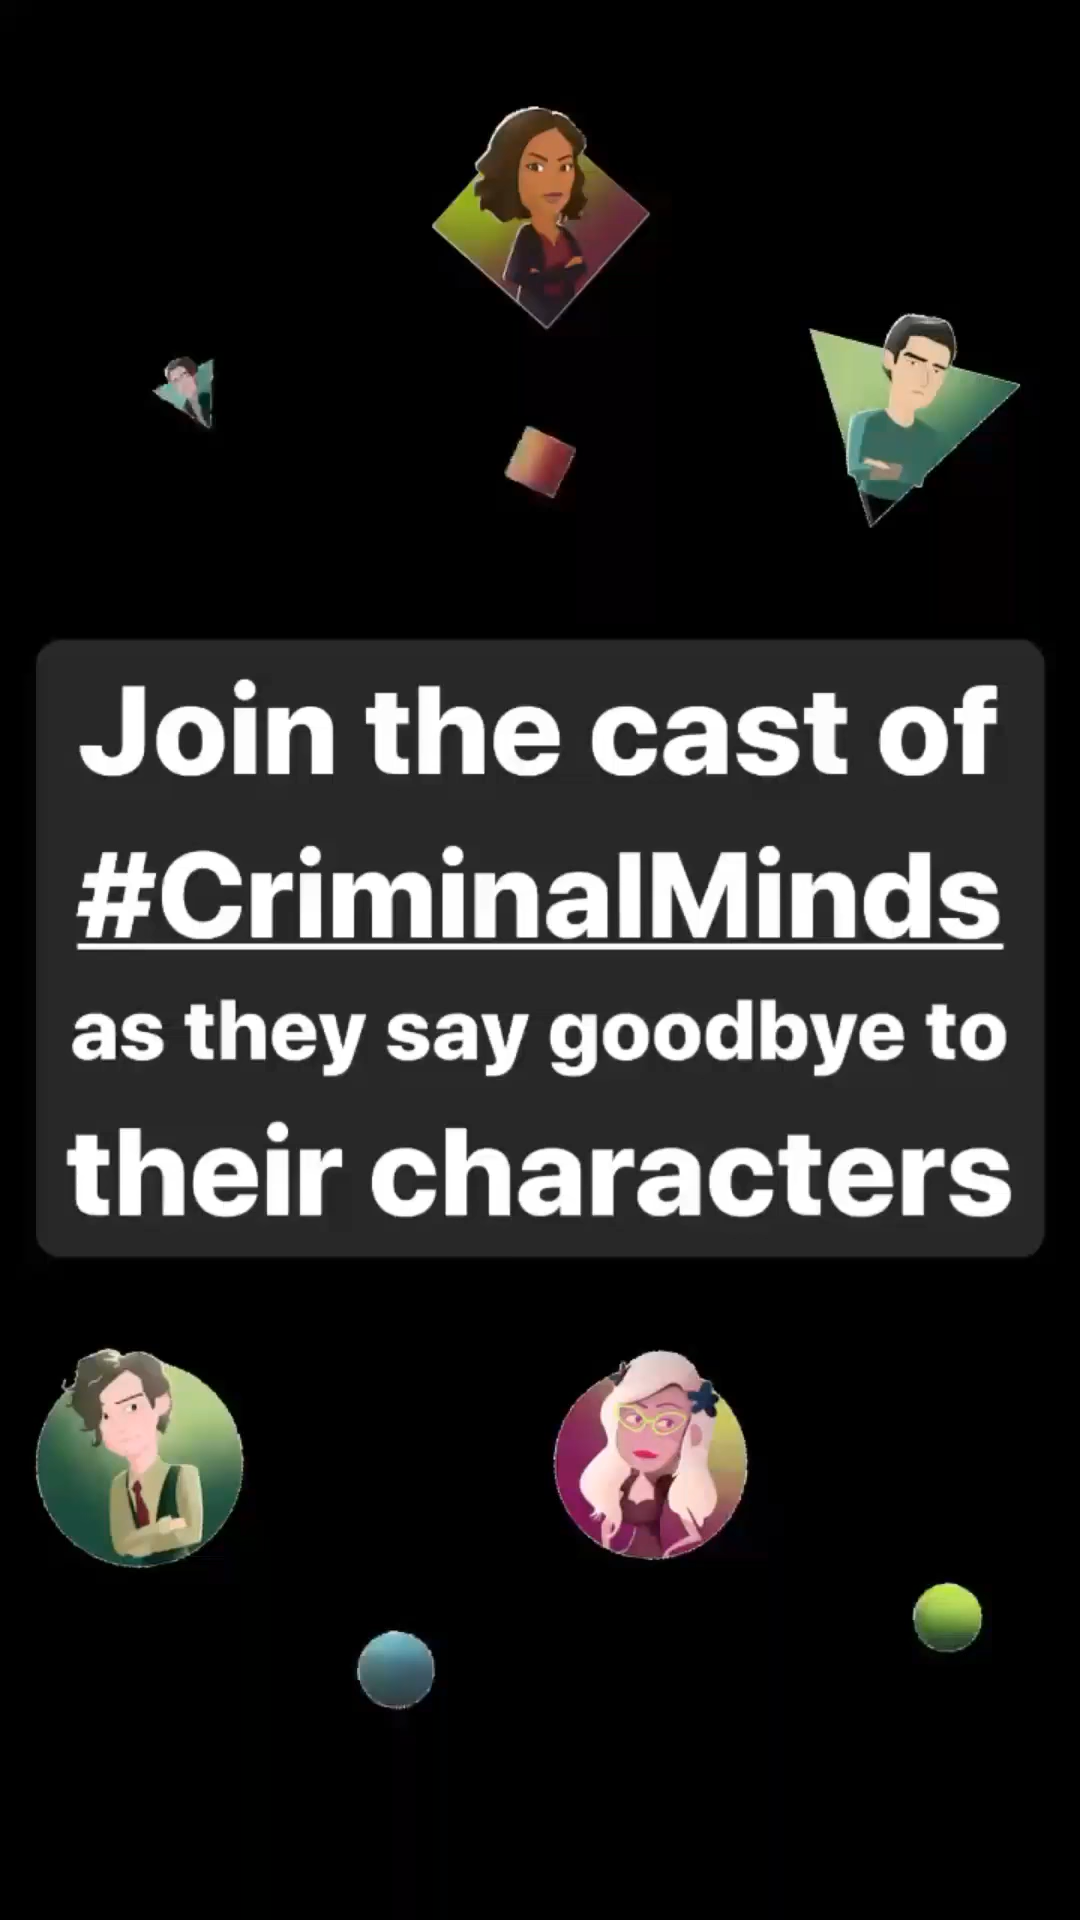 Join the cast of
#CriminalMinds
as they say goodbye to
their characters